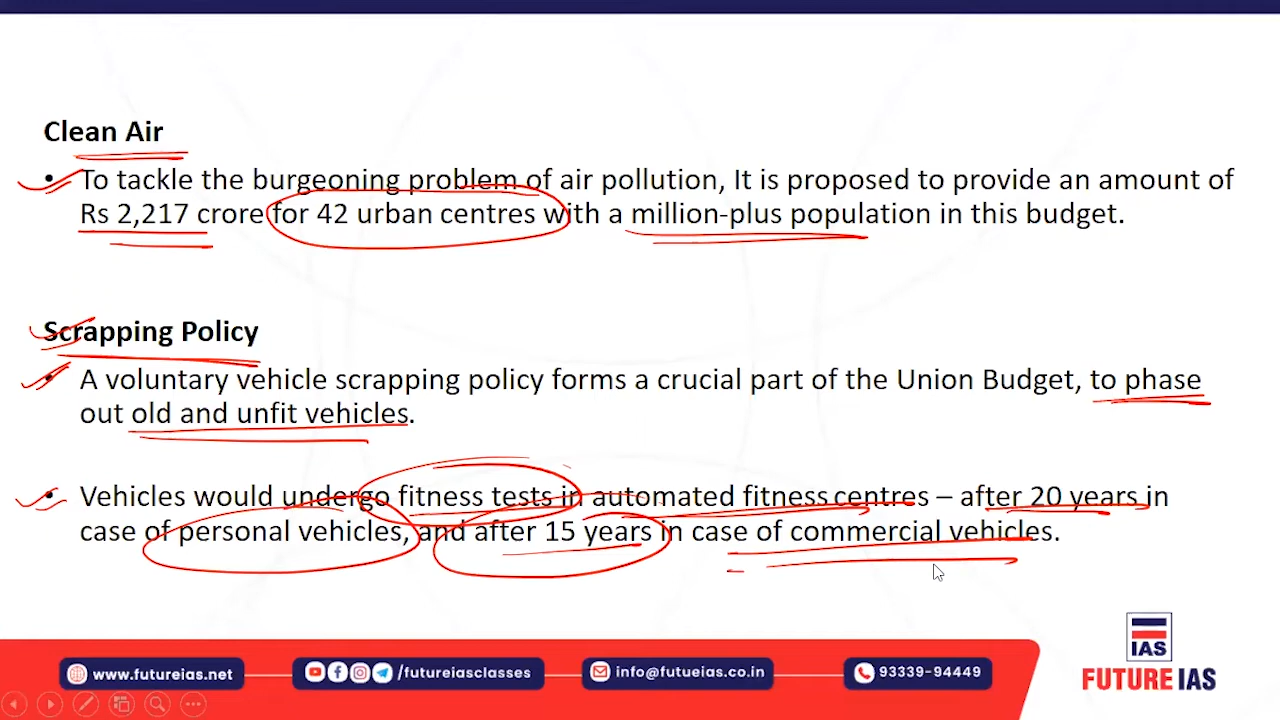 Clean Air
• To tackle the burgeoning problem of air pollution, It is proposed to provide an amount of
Rs 2,217 crore for 42 urban centres with a million-plus population in this budget.
Scrapping Policy
• A voluntary vehicle scrapping policy forms a crucial part of the Union Budget, to phase
out old and unfit vehicles.
• Vehicles would undergo fitness tests in automated fitness centres – after 20 years in
case of personal vehicles, and after 15 years in case of commercial vehicles.
www.futureias.net
/futureiasclasses
info@futueias.co.in
93339-94449
IAS
FUTURE IAS